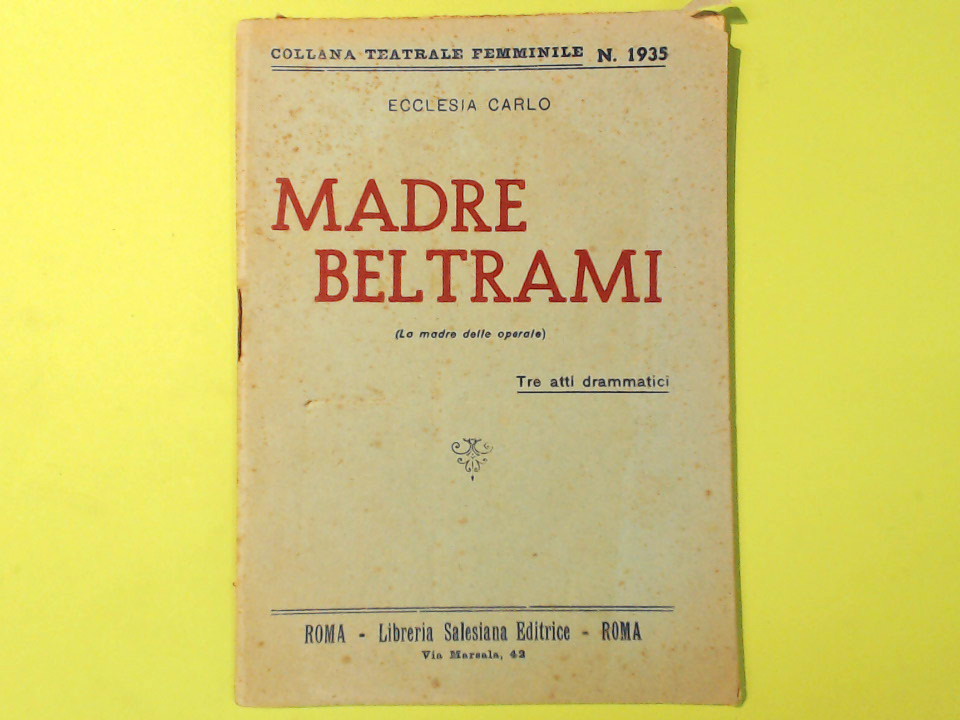 COLLANA TEATRALE FEMMINILE N. 1935
ECCLESIA CARLO
MADRE
BELTRAMI
(La madre delle operaie)
Tre atti drammatici
ROMA - Libreria Salesiana Editrice - ROMA
Via Marsala, 42